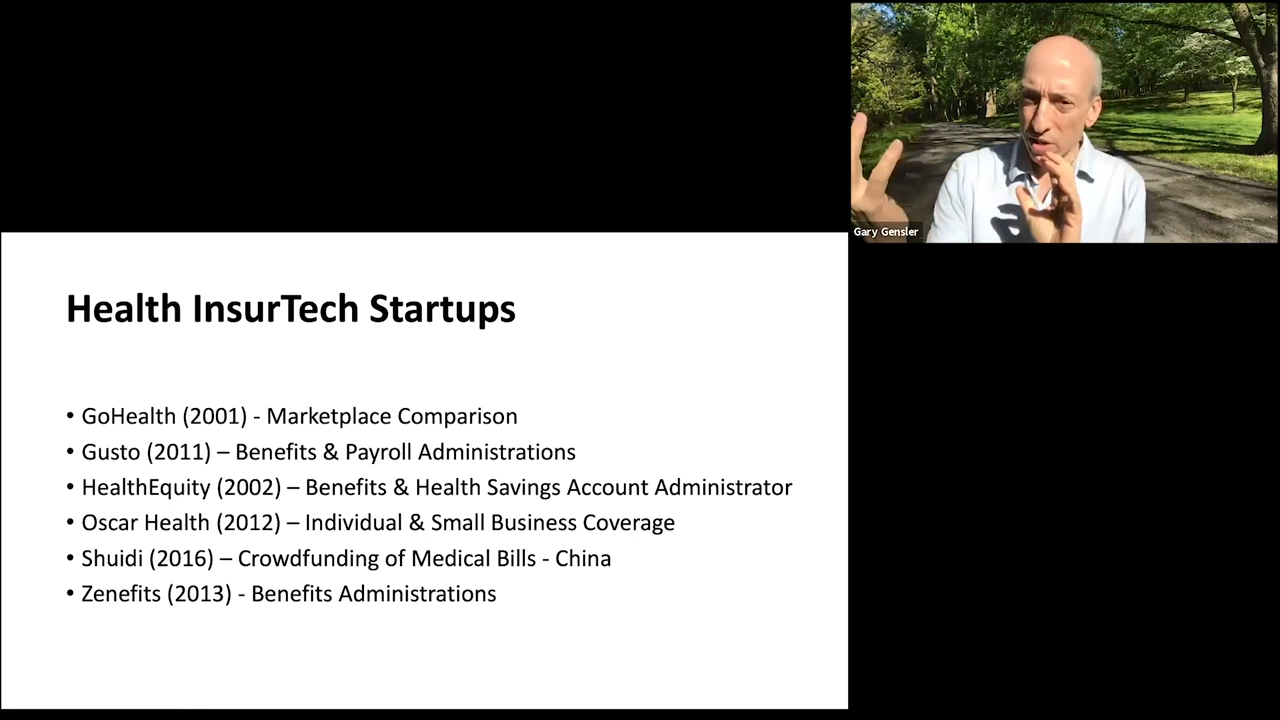 Gary Gensler
Health InsurTech Startups
• GoHealth (2001) - Marketplace Comparison
• Gusto (2011) – Benefits & Payroll Administrations
• HealthEquity (2002) – Benefits & Health Savings Account Administrator
• Oscar Health (2012) – Individual & Small Business Coverage
• Shuidi (2016) – Crowdfunding of Medical Bills - China
• Zenefits (2013) - Benefits Administrations